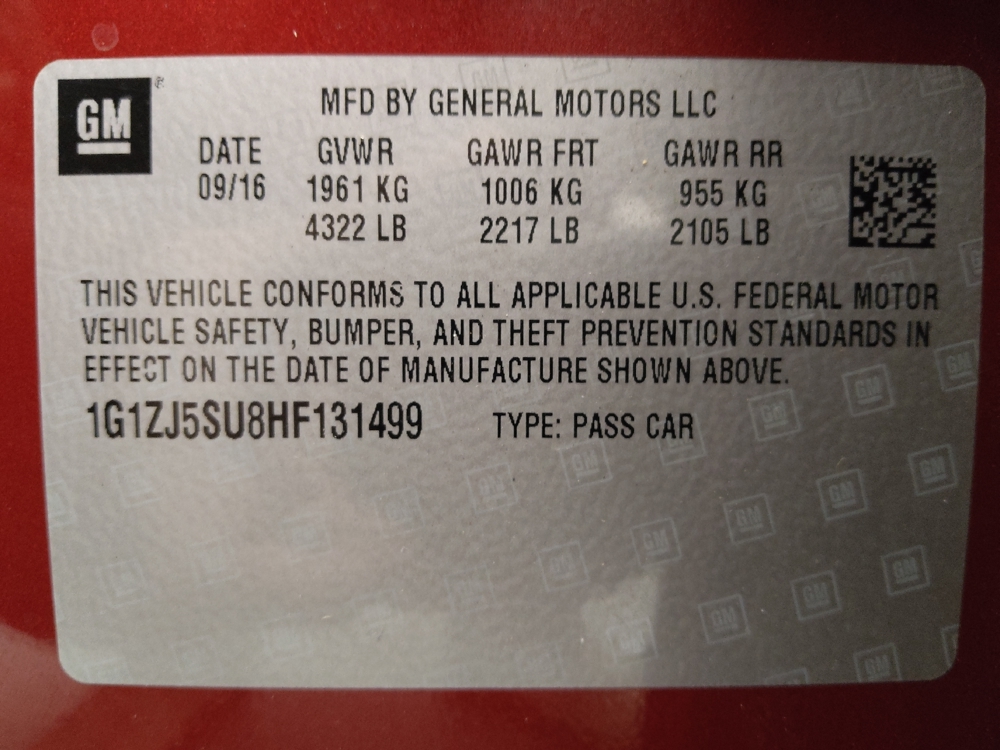 GM
MFD BY GENERAL MOTORS LLC
DATE GVWR GAWR FRT GAWR RR
09/16 1961 KG 1006 KG 955 KG
4322 LB 2217 LB 2105 LB
THIS VEHICLE CONFORMS TO ALL APPLICABLE U.S. FEDERAL MOTOR
VEHICLE SAFETY, BUMPER, AND THEFT PREVENTION STANDARDS IN
EFFECT ON THE DATE OF MANUFACTURE SHOWN ABOVE.
1G1ZJ5SU8HF131499 TYPE: PASS CAR